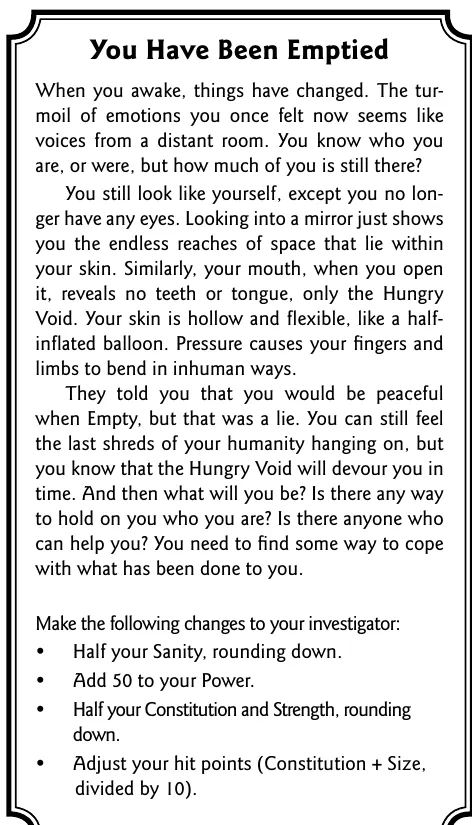 You Have Been Emptied
When you awake, things have changed. The tur-
moil of emotions you once felt now seems like
voices from a distant room. You know who you
are, or were, but how much of you is still there?
You still look like yourself, except you no lon-
ger have any eyes. Looking into a mirror just shows
you the endless reaches of space that lie within
your skin. Similarly, your mouth, when you open
it, reveals no teeth or tongue, only the Hungry
Void. Your skin is hollow and flexible, like a half-
inflated balloon. Pressure causes your fingers and
limbs to bend in inhuman ways.
They told you that you would be peaceful
when Empty, but that was a lie. You can still feel
the last shreds of your humanity hanging on, but
you know that the Hungry Void will devour you in
time. And then what will you be? Is there any way
to hold on you who you are? Is there anyone who
can help you? You need to find some way to cope
with what has been done to you.
Make the following changes to your investigator:
• Half your Sanity, rounding down.
• Add 50 to your Power.
• Half your Constitution and Strength, rounding
down.
• Adjust your hit points (Constitution + Size,
divided by 10).